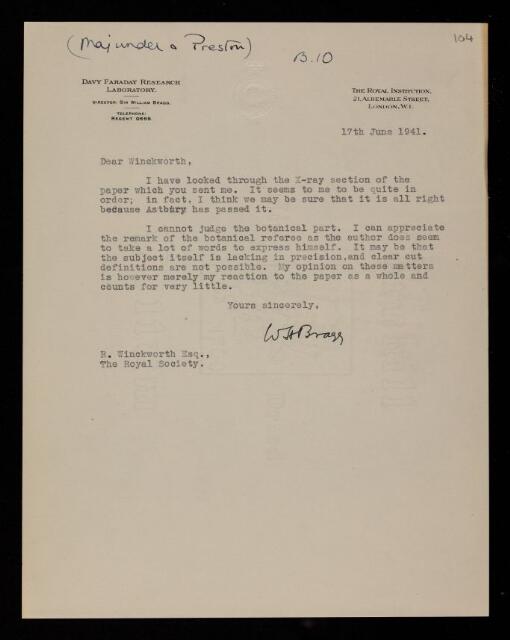 (Majunder & Preston)
B.10
104
DAVY FARADAY RESEARCH
LABORATORY.
DIRECTOR: SIR WILLIAM BRAGG.
TELEPHONE:
REGENT 0669.
THE ROYAL INSTITUTION,
21, ALBEMARLE STREET,
LONDON, W.1.
17th June 1941.
Dear Winckworth,
I have looked through the X-ray section of the
paper which you sent me. It seems to me to be quite in
order; in fact, I think we may be sure that it is all right
because Astbury has passed it.
I cannot judge the botanical part. I can appreciate
the remark of the botanical referee as the author does seem
to take a lot of words to express himself. It may be that
the subject itself is lacking in precision,and clear cut
definitions are not possible. My opinion on these matters
is however merely my reaction to the paper as a whole and
counts for very little.
Yours sincerely,
W H Bragg
R. Winckworth Esq.,
The Royal Society.